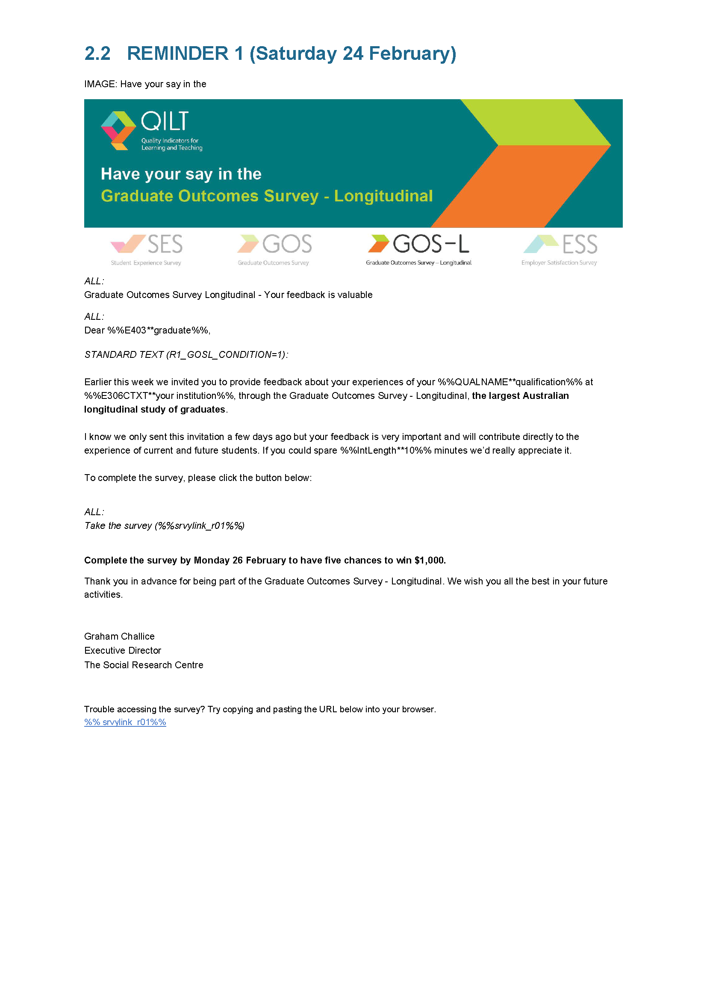 2.2 REMINDER 1 (Saturday 24 February)
IMAGE: Have your say in the
QILT
Quality Indicators for
Learning and Teaching
Have your say in the
Graduate Outcomes Survey - Longitudinal
SES
Student Experience Survey
GOS
Graduate Outcomes Survey
GOS-L
Graduate Outcomes Survey – Longitudinal
ESS
Employer Satisfaction Survey
ALL:
Graduate Outcomes Survey Longitudinal - Your feedback is valuable
ALL:
Dear %%E403**graduate%%,
STANDARD TEXT (R1_GOSL_CONDITION=1):
Earlier this week we invited you to provide feedback about your experiences of your %%QUALNAME**qualification%% at
%%E306CTXT**your institution%%, through the Graduate Outcomes Survey - Longitudinal, the largest Australian
longitudinal study of graduates.
I know we only sent this invitation a few days ago but your feedback is very important and will contribute directly to the
experience of current and future students. If you could spare %%IntLength**10%% minutes we’d really appreciate it.
To complete the survey, please click the button below:
ALL:
Take the survey (%%srvylink_r01%%)
Complete the survey by Monday 26 February to have five chances to win $1,000.
Thank you in advance for being part of the Graduate Outcomes Survey - Longitudinal. We wish you all the best in your future
activities.
Graham Challice
Executive Director
The Social Research Centre
Trouble accessing the survey? Try copying and pasting the URL below into your browser.
%% srvylink_r01%%